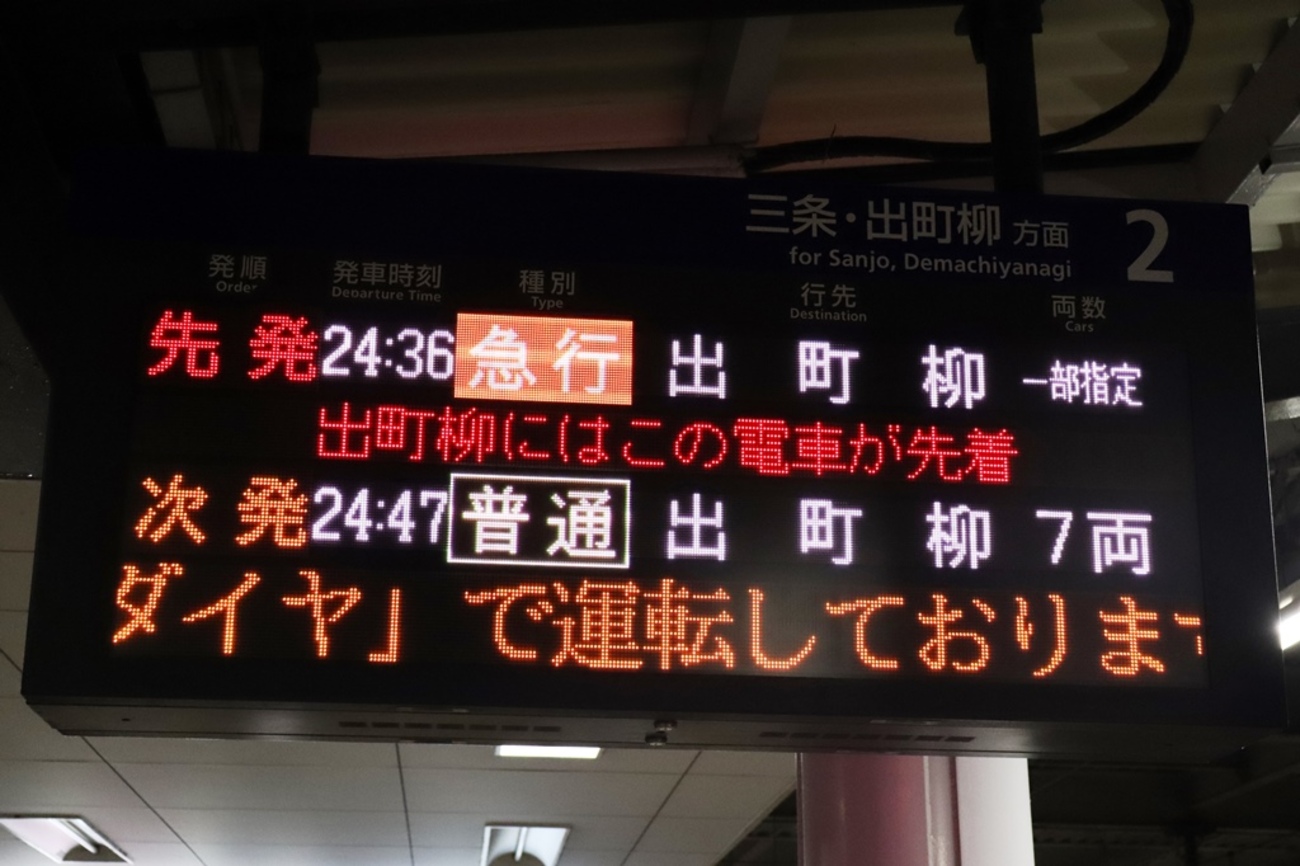 三条・出町柳 方面 2
for Sanjo, Demachiyanagi
発順 発車時刻 種別 行先 両数
Order Departure Time Type Destination Cars
先発 24:36 急行 出町柳 一部指定
出町柳にはこの電車が先着
次発 24:47 普通 出町柳 7両
ダイヤ」で運転しておりま